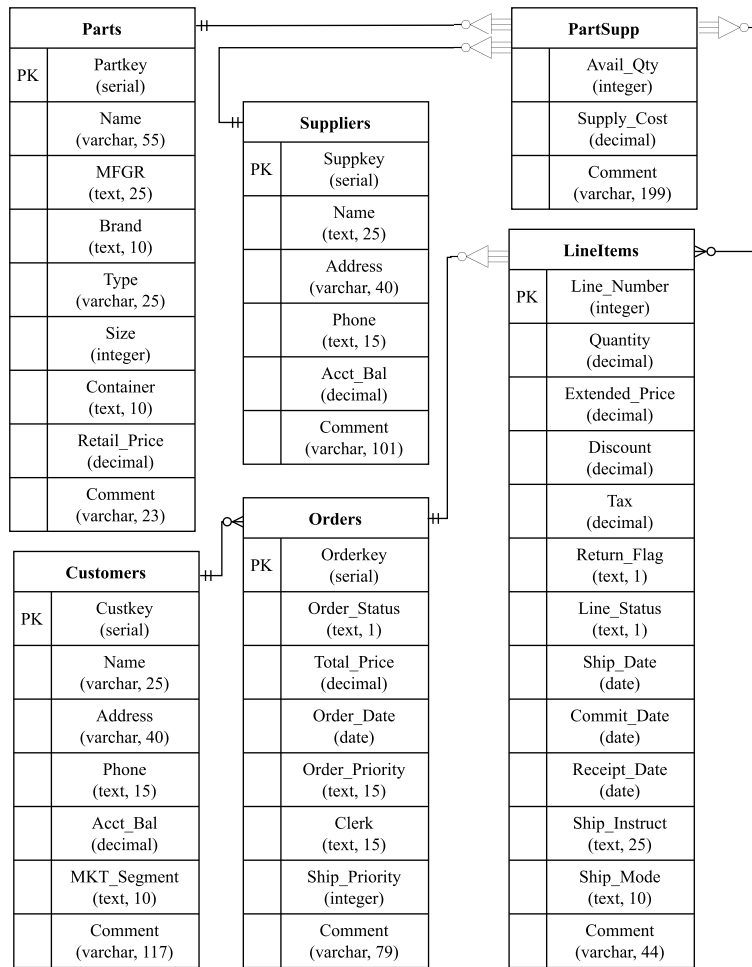 Parts
PK
Partkey
(serial)
Name
(varchar, 55)
MFGR
(text, 25)
Brand
(text, 10)
Type
(varchar, 25)
Size
(integer)
Container
(text, 10)
Retail_Price
(decimal)
Comment
(varchar, 23)
Suppliers
PK
Suppkey
(serial)
Name
(text, 25)
Address
(varchar, 40)
Phone
(text, 15)
Acct_Bal
(decimal)
Comment
(varchar, 101)
PartSupp
Avail_Qty
(integer)
Supply_Cost
(decimal)
Comment
(varchar, 199)
LineItems
PK
Line_Number
(integer)
Quantity
(decimal)
Extended_Price
(decimal)
Discount
(decimal)
Tax
(decimal)
Return_Flag
(text, 1)
Line_Status
(text, 1)
Ship_Date
(date)
Commit_Date
(date)
Receipt_Date
(date)
Ship_Instruct
(text, 25)
Ship_Mode
(text, 10)
Comment
(varchar, 44)
Customers
PK
Custkey
(serial)
Name
(varchar, 25)
Address
(varchar, 40)
Phone
(text, 15)
Acct_Bal
(decimal)
MKT_Segment
(text, 10)
Comment
(varchar, 117)
Orders
PK
Orderkey
(serial)
Order_Status
(text, 1)
Total_Price
(decimal)
Order_Date
(date)
Order_Priority
(text, 15)
Clerk
(text, 15)
Ship_Priority
(integer)
Comment
(varchar, 79)